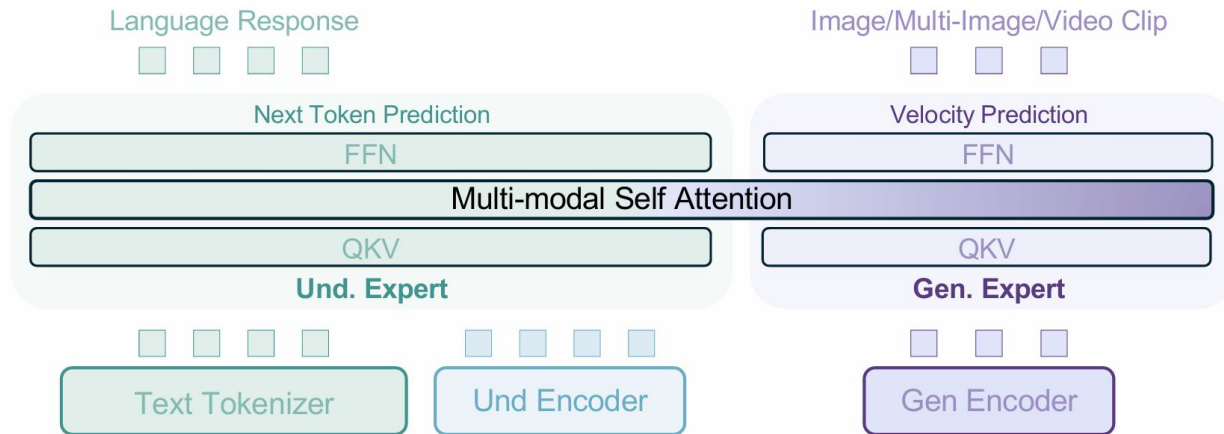 Language Response
Image/Multi-Image/Video Clip
Next Token Prediction
Velocity Prediction
FFN
FFN
Multi-modal Self Attention
QKV
QKV
Und. Expert
Gen. Expert
Text Tokenizer
Und Encoder
Gen Encoder